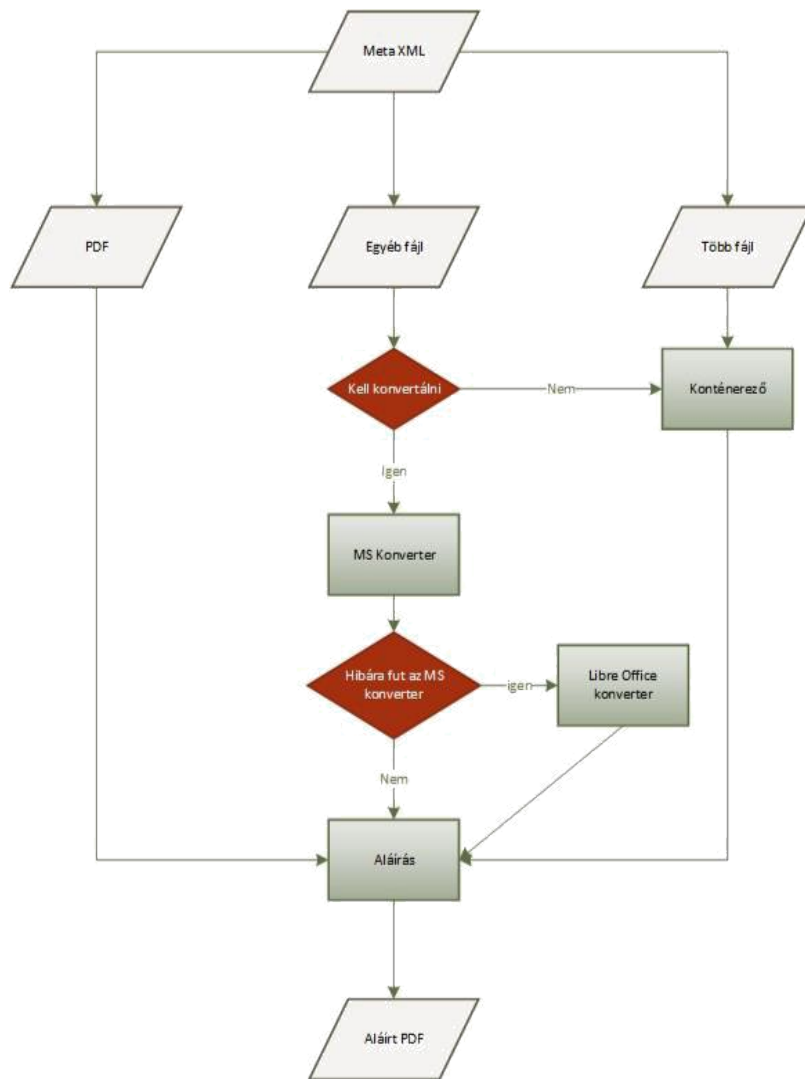 Meta XML
PDF
Egyéb fájl
Több fájl
Kell konvertálni
Nem
Konténerező
Igen
MS Konverter
Hibára fut az MS
konverter
igen
Libre Office
konverter
Nem
Aláírás
Aláírt PDF